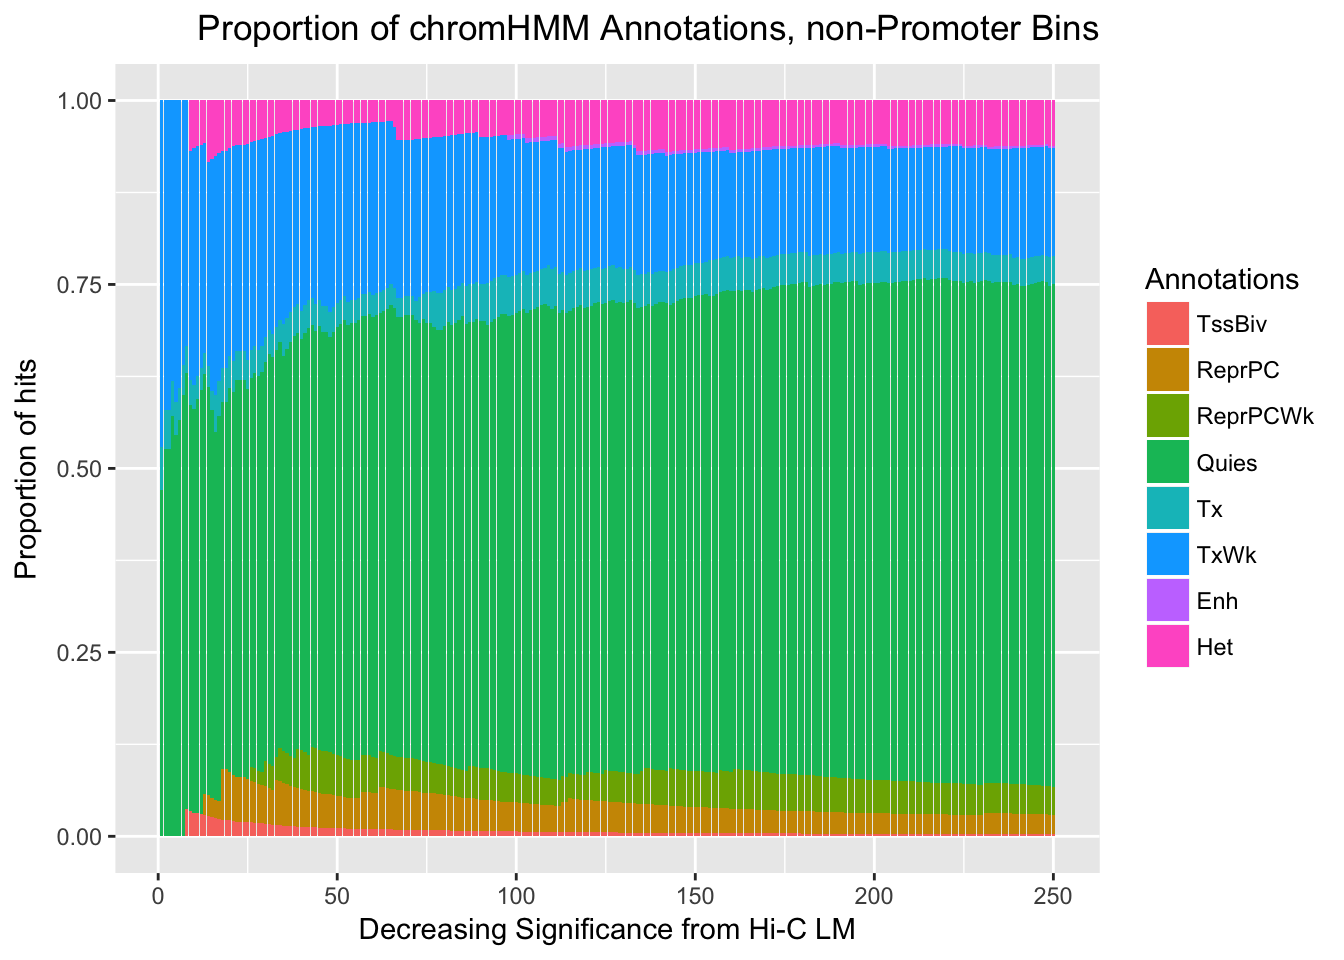 Proportion of chromHMM Annotations, non-Promoter Bins
Proportion of hits
1.00
0.75
0.50
0.25
0.00
0
50
100
150
200
250
Decreasing Significance from Hi-C LM
Annotations
TssBiv
ReprPC
ReprPCWk
Quies
Tx
TxWk
Enh
Het